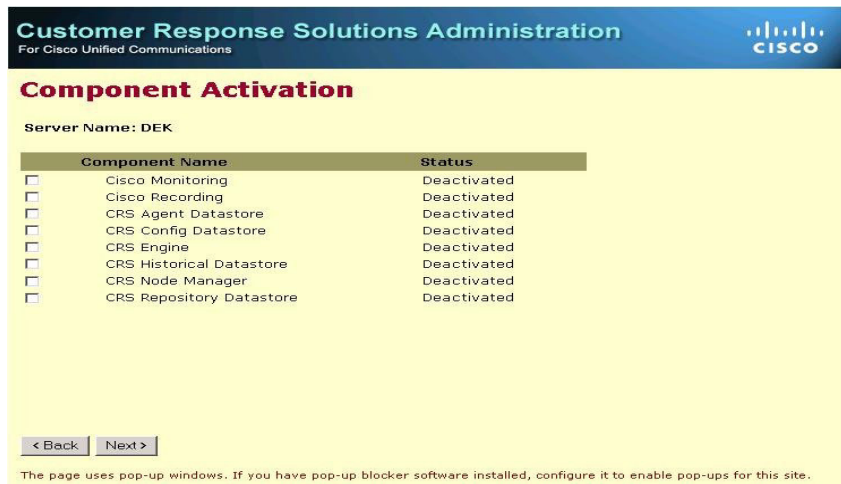 Customer Response Solutions Administration
For Cisco Unified Communications
CISCO
Component Activation
Server Name: DEK
Component Name Status
Cisco Monitoring Deactivated
Cisco Recording Deactivated
CRS Agent Datastore Deactivated
CRS Config Datastore Deactivated
CRS Engine Deactivated
CRS Historical Datastore Deactivated
CRS Node Manager Deactivated
CRS Repository Datastore Deactivated
< Back Next >
The page uses pop-up windows. If you have pop-up blocker software installed, configure it to enable pop-ups for this site.